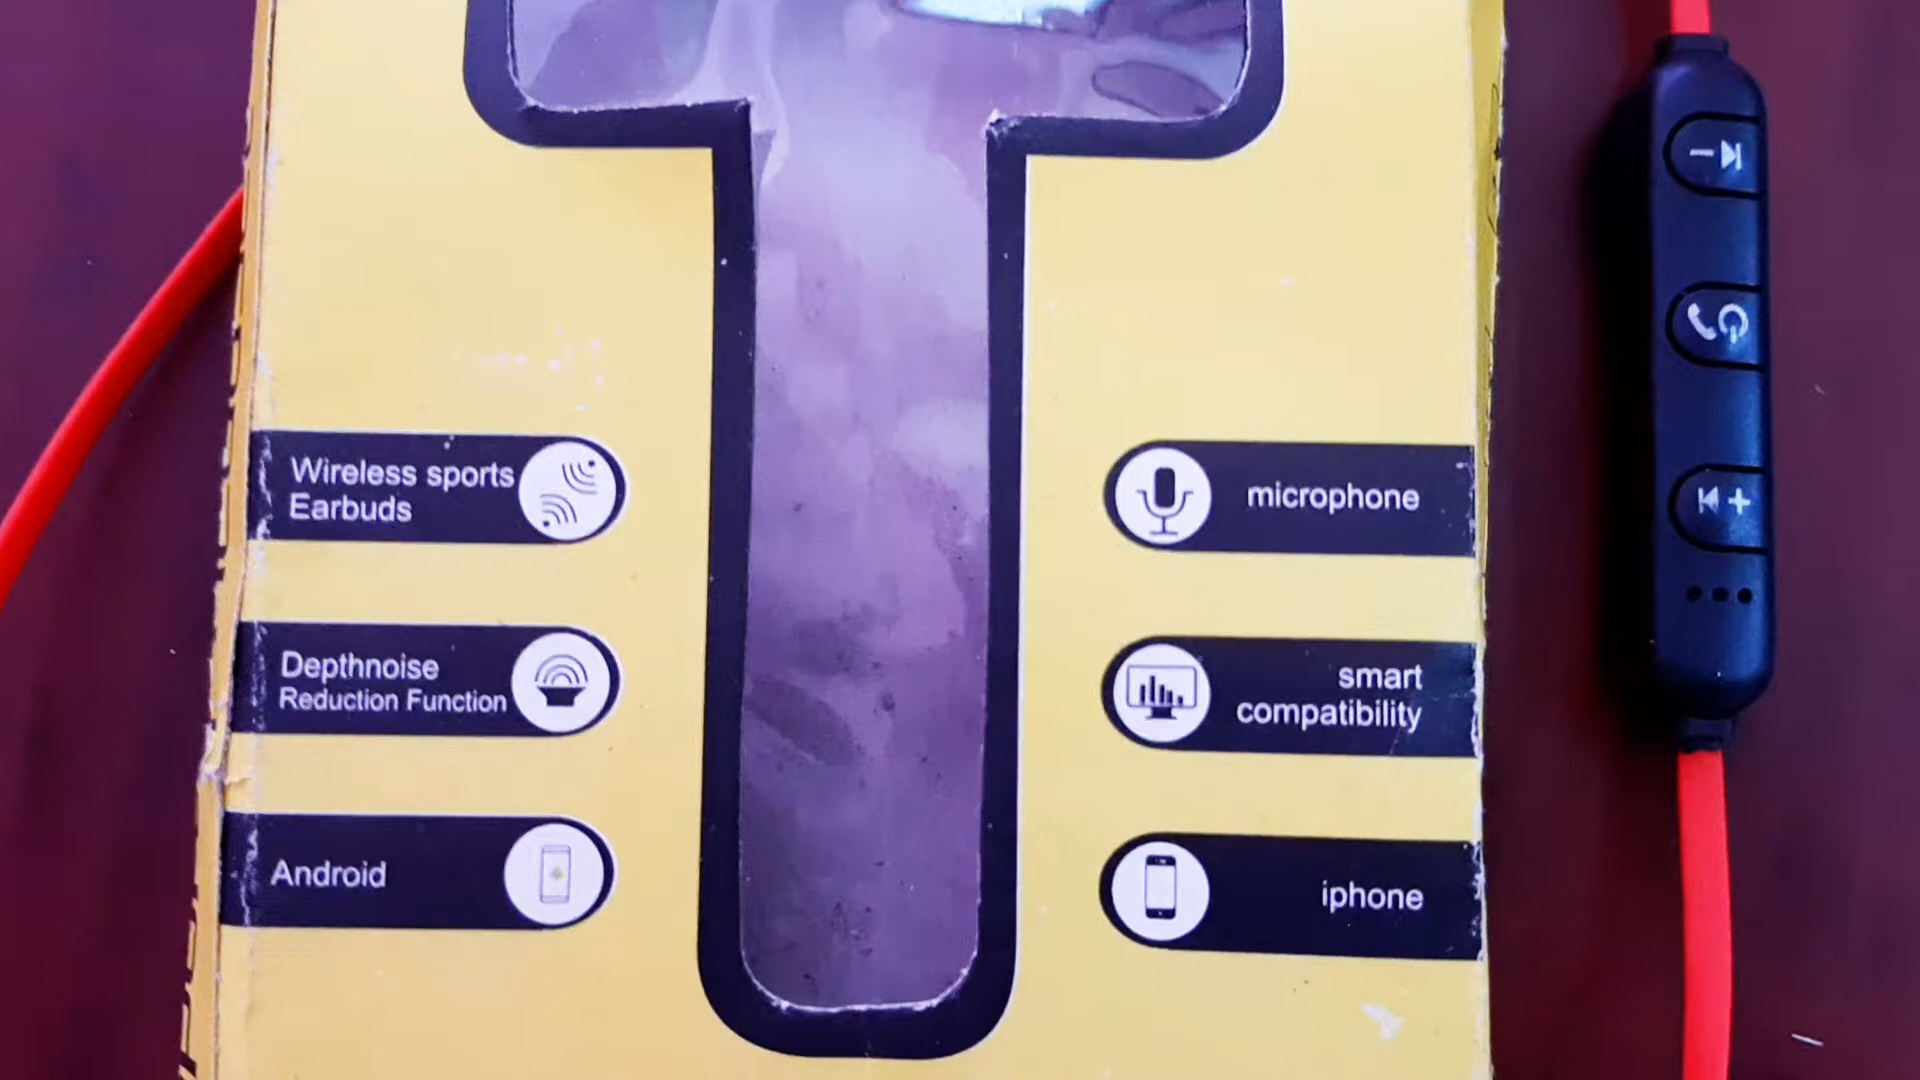 Wireless sports
Earbuds
Depthnoise
Reduction Function
Android
microphone
smart
compatibility
iphone